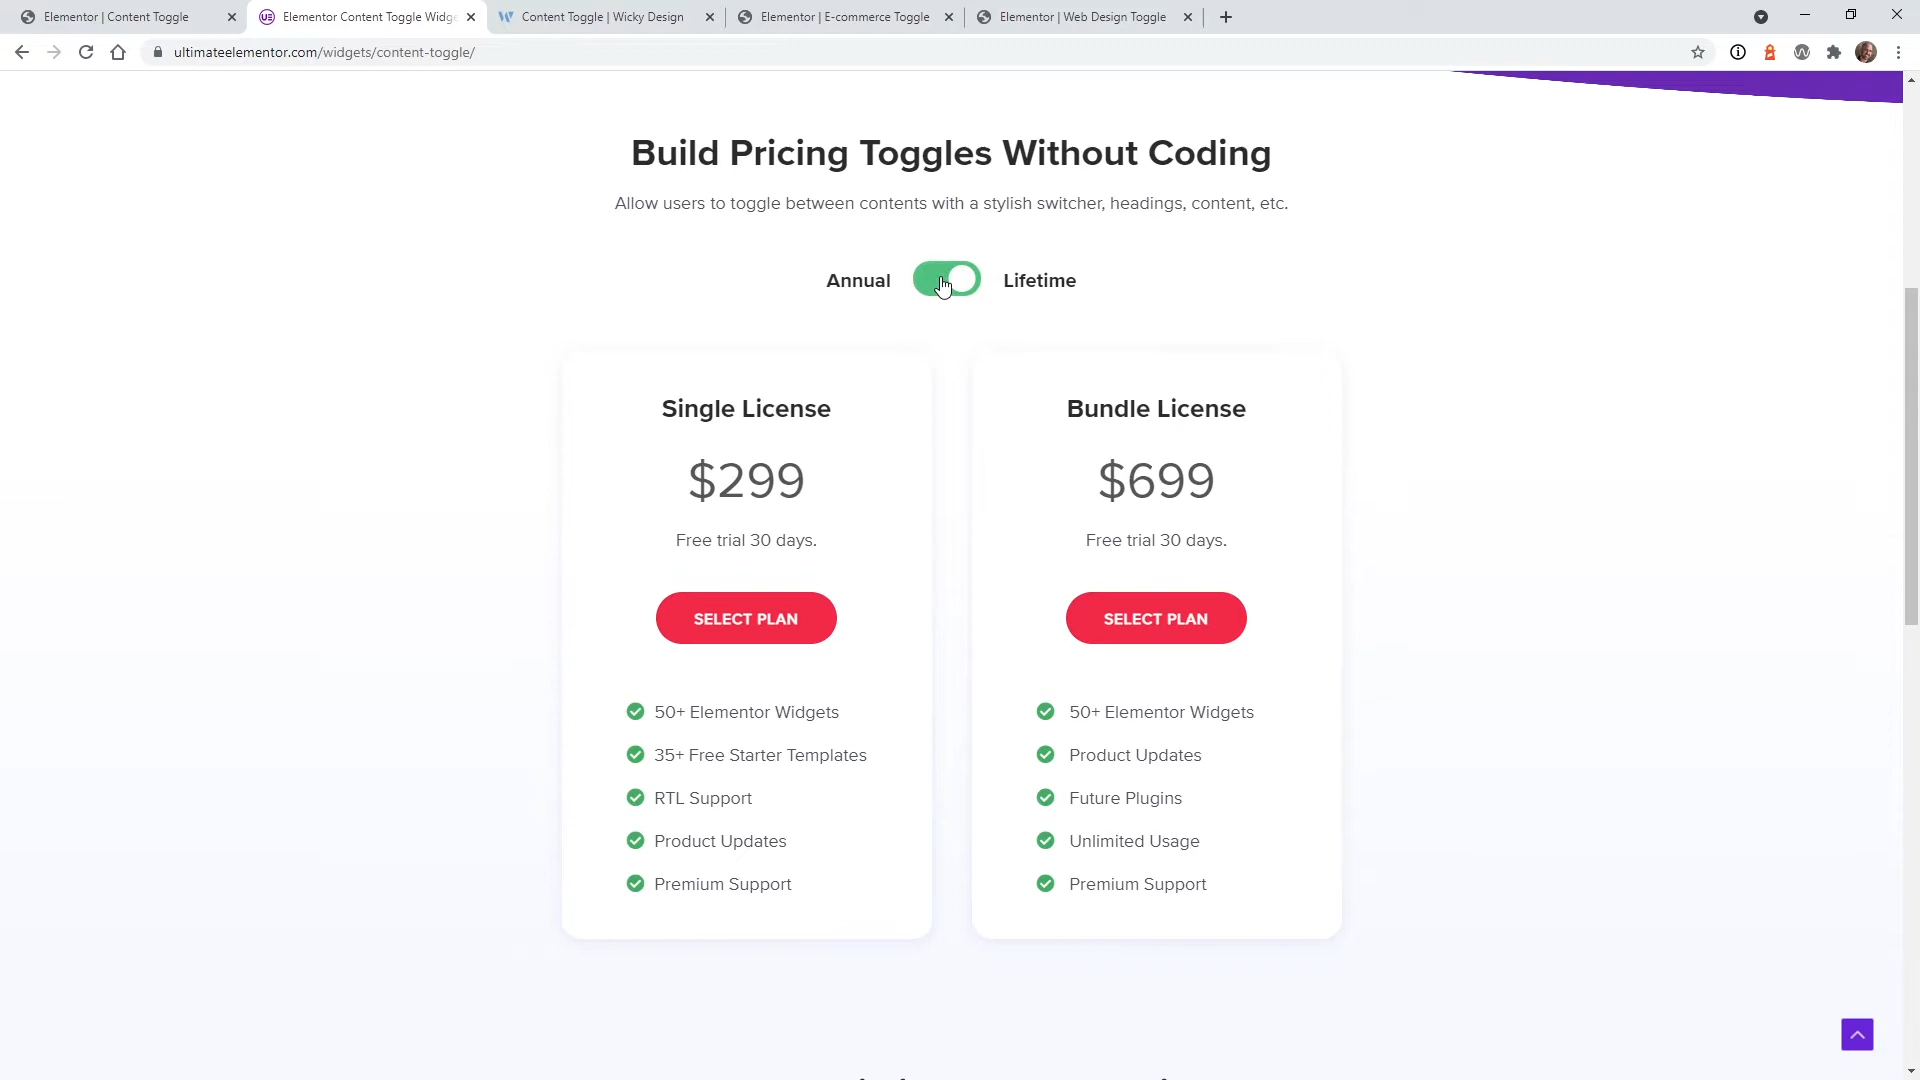 Elementor | Content Toggle
Elementor Content Toggle Widge
Content Toggle | Wicky Design
Elementor | E-commerce Toggle
Elementor | Web Design Toggle
ultimateelementor.com/widgets/content-toggle/
Build Pricing Toggles Without Coding
Allow users to toggle between contents with a stylish switcher, headings, content, etc.
Annual
Lifetime
Single License
$299
Free trial 30 days.
SELECT PLAN
50+ Elementor Widgets
35+ Free Starter Templates
RTL Support
Product Updates
Premium Support
Bundle License
$699
Free trial 30 days.
SELECT PLAN
50+ Elementor Widgets
Product Updates
Future Plugins
Unlimited Usage
Premium Support